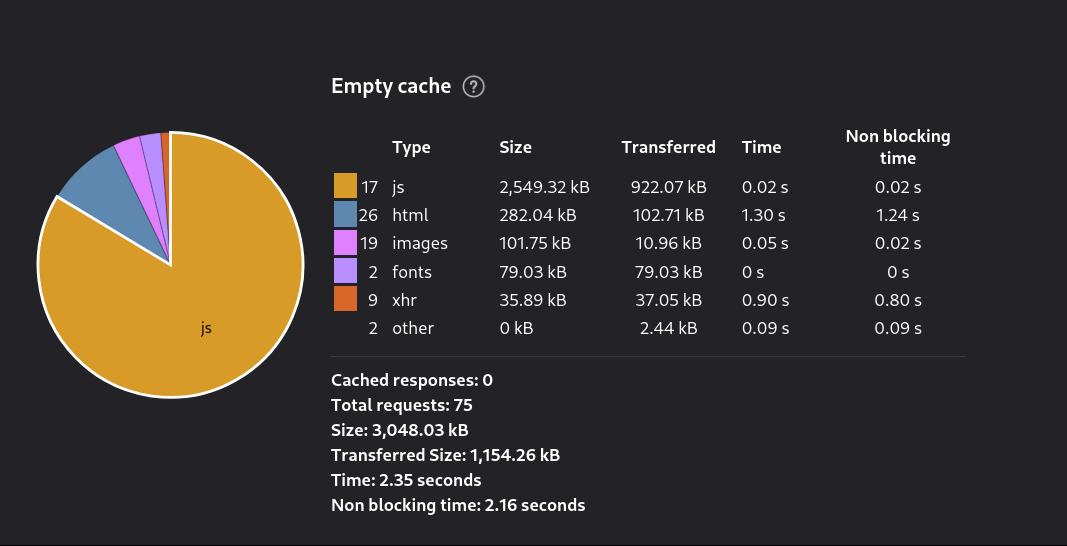 Empty cache ?
Type Size Transferred Time Non blocking time
17 js 2,549.32 kB 922.07 kB 0.02 s 0.02 s
26 html 282.04 kB 102.71 kB 1.30 s 1.24 s
19 images 101.75 kB 10.96 kB 0.05 s 0.02 s
2 fonts 79.03 kB 79.03 kB 0 s 0 s
9 xhr 35.89 kB 37.05 kB 0.90 s 0.80 s
2 other 0 kB 2.44 kB 0.09 s 0.09 s
js
Cached responses: 0
Total requests: 75
Size: 3,048.03 kB
Transferred Size: 1,154.26 kB
Time: 2.35 seconds
Non blocking time: 2.16 seconds